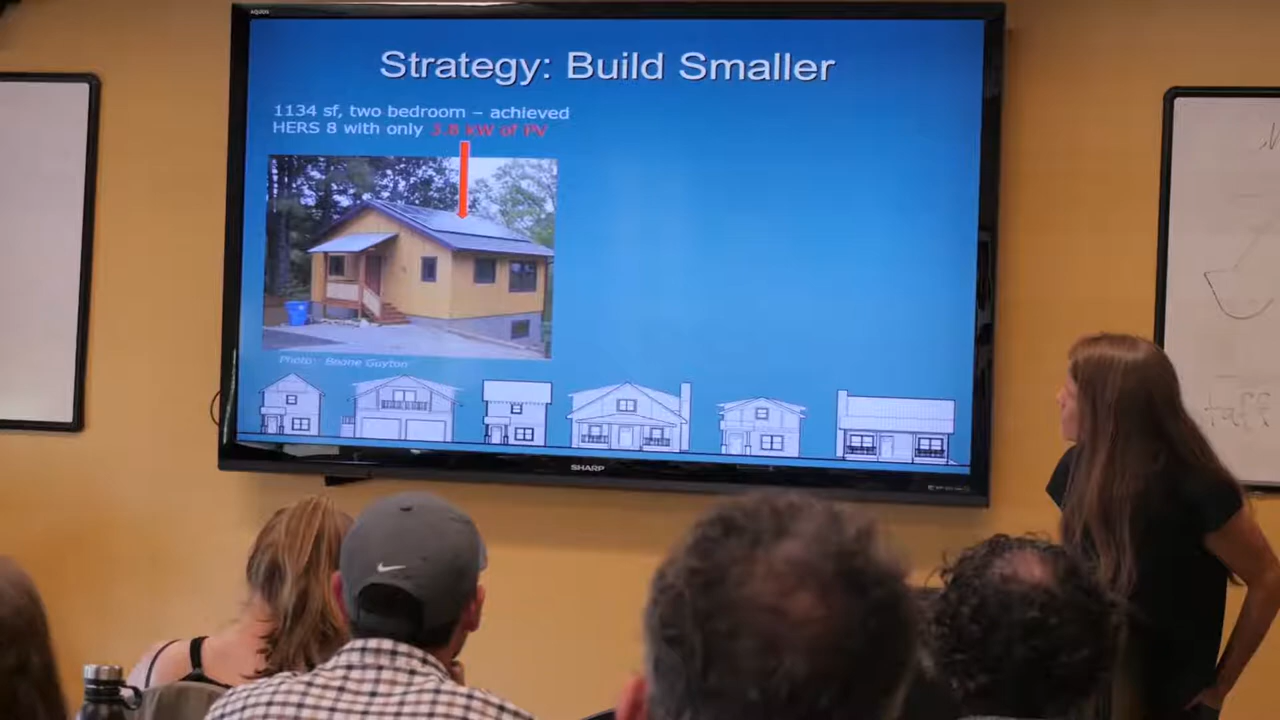 AQUOS
Strategy: Build Smaller
1134 sf, two bedroom – achieved
HERS 8 with only 3.8 KW of PV
Photo: Boone Guyton
SHARP